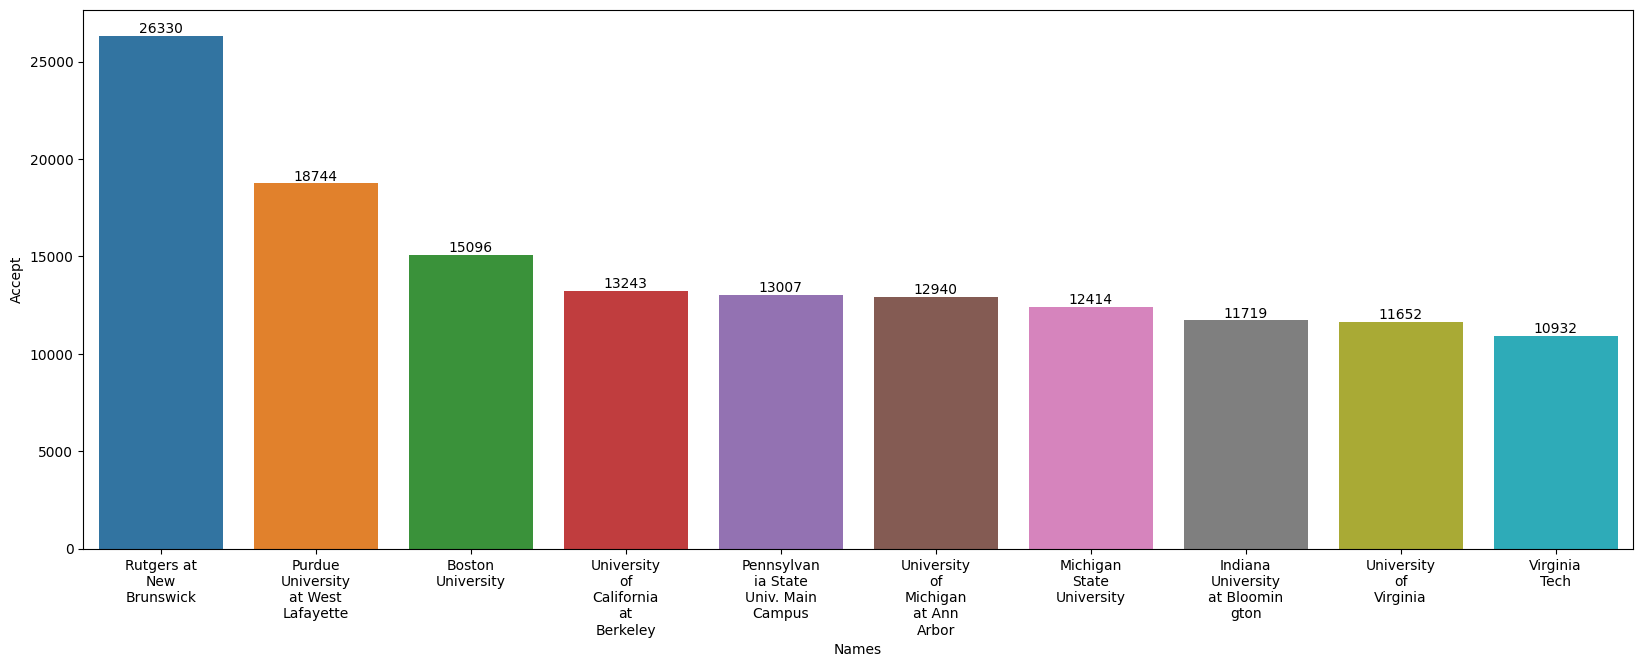 26330
25000
20000
18744
15000
15096
13243
13007
12940
12414
11719
11652
10932
10000
5000
0
Accept
Rutgers at
New
Brunswick
Purdue
University
at West
Lafayette
Boston
University
University
of
California
at
Berkeley
Pennsylvan
ia State
Univ. Main
Campus
University
of
Michigan
at Ann
Arbor
Michigan
State
University
Indiana
University
at Bloomin
gton
University
of
Virginia
Virginia
Tech
Names